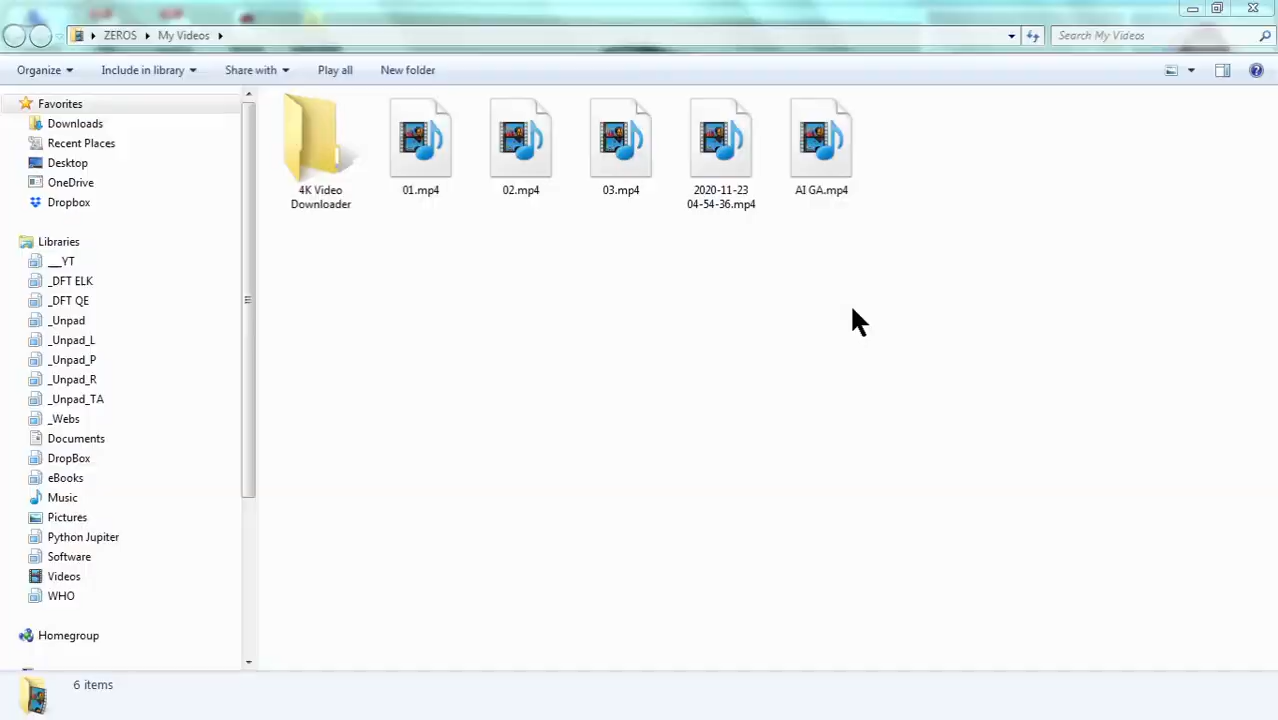 ZEROS
My Videos
Search My Videos
Organize
Include in library
Share with
Play all
New folder
Favorites
Downloads
Recent Places
Desktop
OneDrive
Dropbox
Libraries
__YT
_DFT ELK
_DFT QE
_Unpad
_Unpad_L
_Unpad_P
_Unpad_R
_Unpad_TA
_Webs
Documents
DropBox
eBooks
Music
Pictures
Python Jupiter
Software
Videos
WHO
Homegroup
4K Video
Downloader
01.mp4
02.mp4
03.mp4
2020-11-23
04-54-36.mp4
AI GA.mp4
6 items